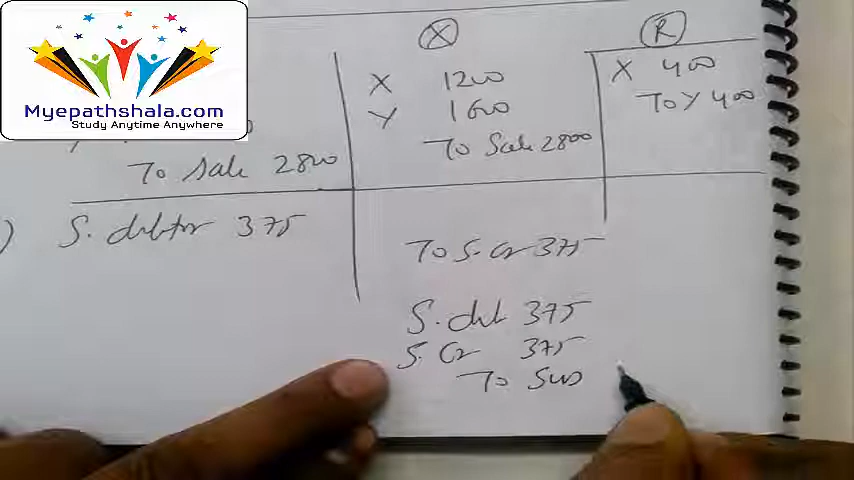 Myepathshala.com
Study Anytime Anywhere
X
R
X 1200
Y 1600
To Sale 2800
X 400
To Y 400
To Sale 2800
S. debtor 375
To S. Cr 375
S. deb 375
S. Cr 375
To Sus